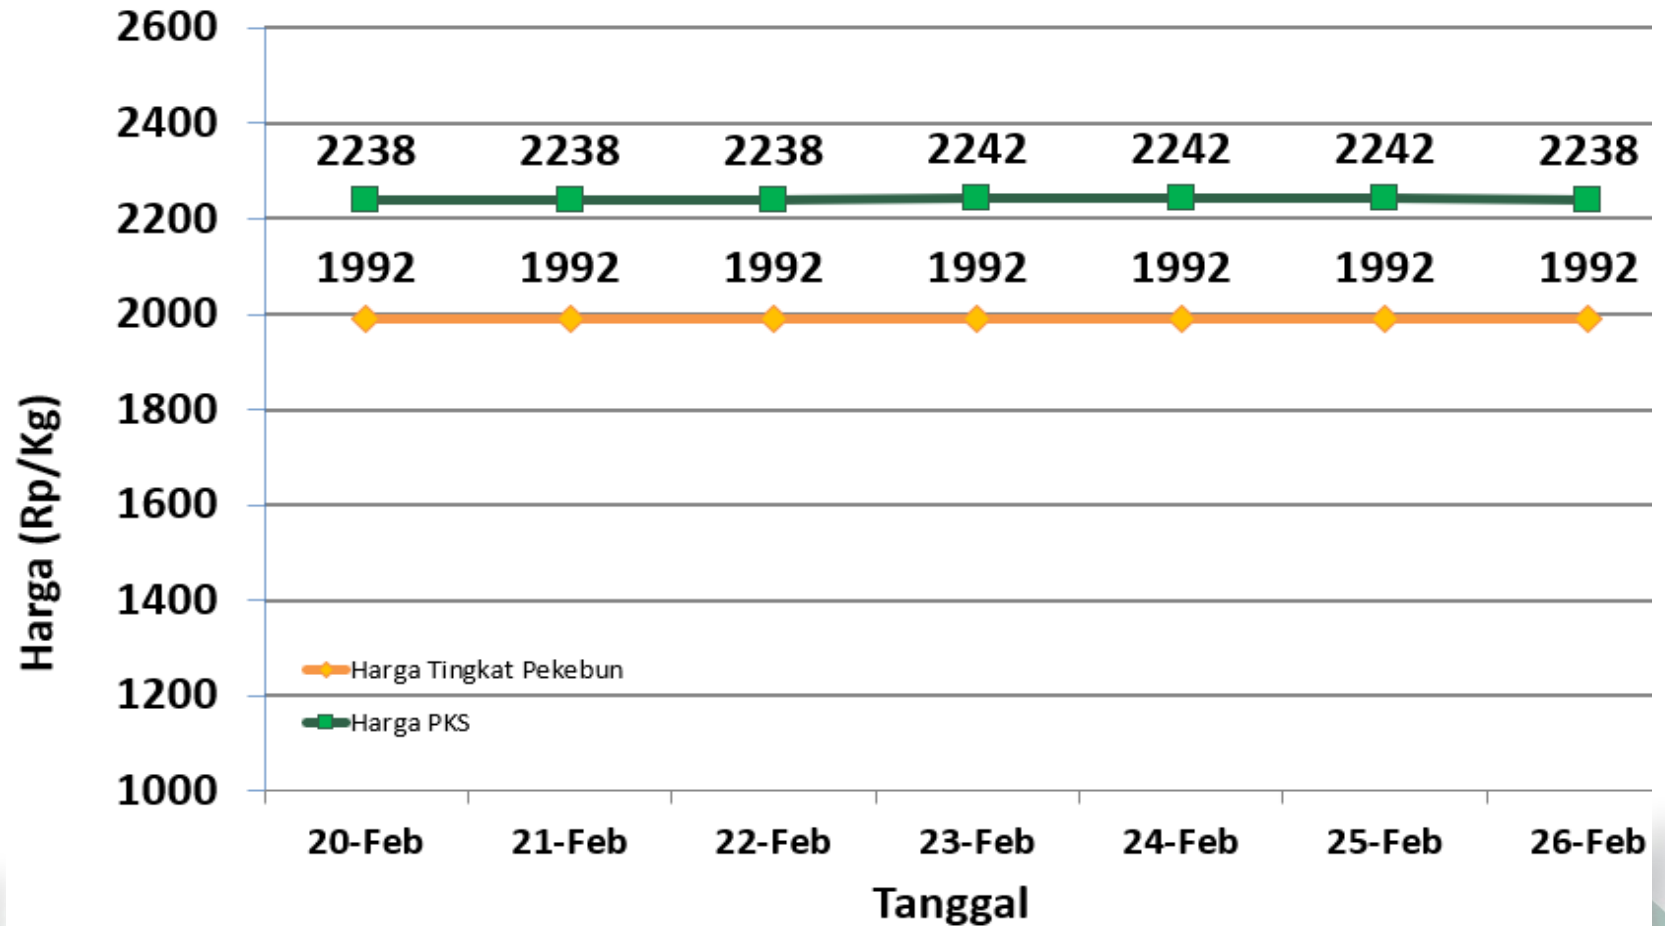 2600
2400
2200
2000
1800
1600
1400
1200
1000
Harga (Rp/Kg)
2238 2238 2238 2242 2242 2242 2238
1992 1992 1992 1992 1992 1992 1992
Harga Tingkat Pekebun
Harga PKS
20-Feb 21-Feb 22-Feb 23-Feb 24-Feb 25-Feb 26-Feb
Tanggal